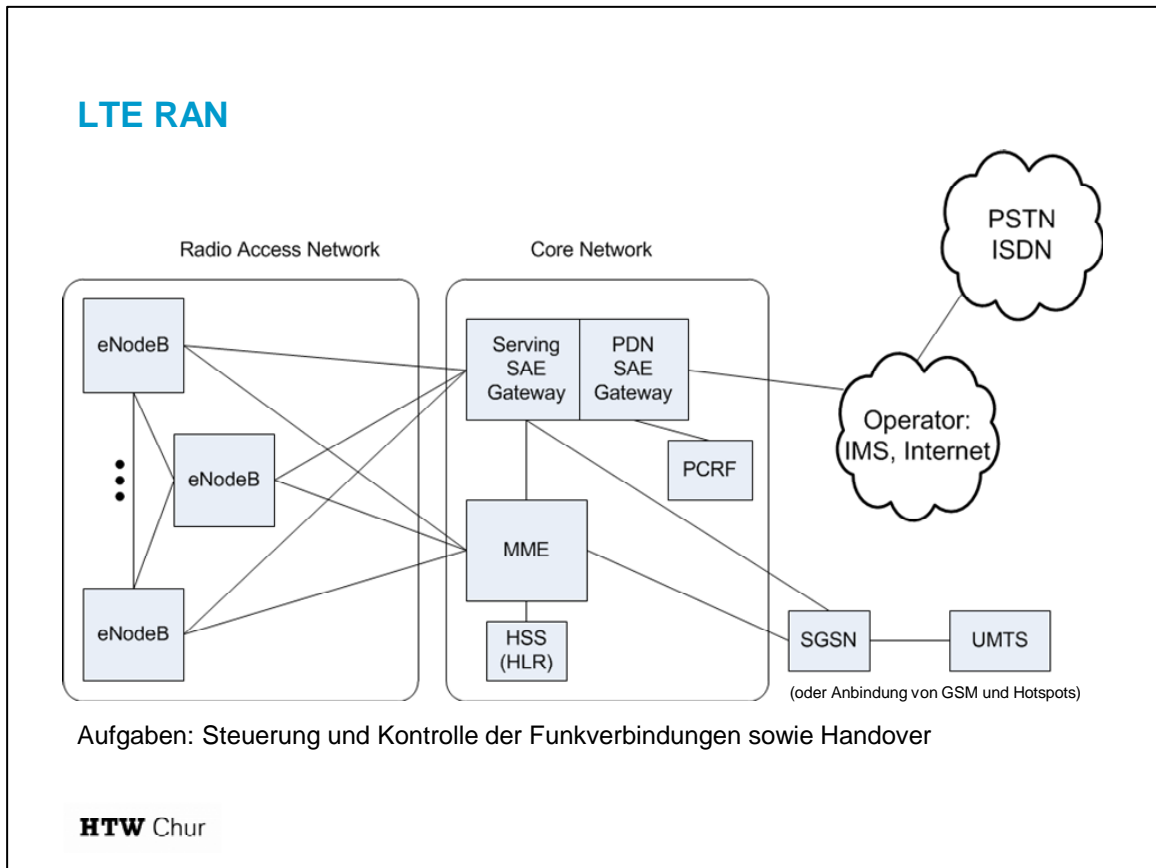 LTE RAN
PSTN
ISDN
Radio Access Network
Core Network
eNodeB
Serving
SAE
Gateway
PDN
SAE
Gateway
Operator:
IMS, Internet
PCRF
eNodeB
MME
eNodeB
HSS
(HLR)
SGSN
UMTS
(oder Anbindung von GSM und Hotspots)
Aufgaben: Steuerung und Kontrolle der Funkverbindungen sowie Handover
HTW Chur